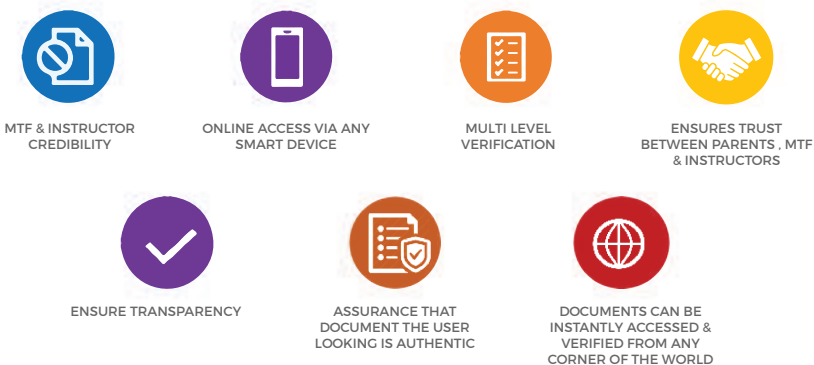 MTF & INSTRUCTOR
CREDIBILITY
ONLINE ACCESS VIA ANY
SMART DEVICE
MULTI LEVEL
VERIFICATION
ENSURES TRUST
BETWEEN PARENTS , MTF
& INSTRUCTORS
ENSURE TRANSPARENCY
ASSURANCE THAT
DOCUMENT THE USER
LOOKING IS AUTHENTIC
DOCUMENTS CAN BE
INSTANTLY ACCESSED &
VERIFIED FROM ANY
CORNER OF THE WORLD